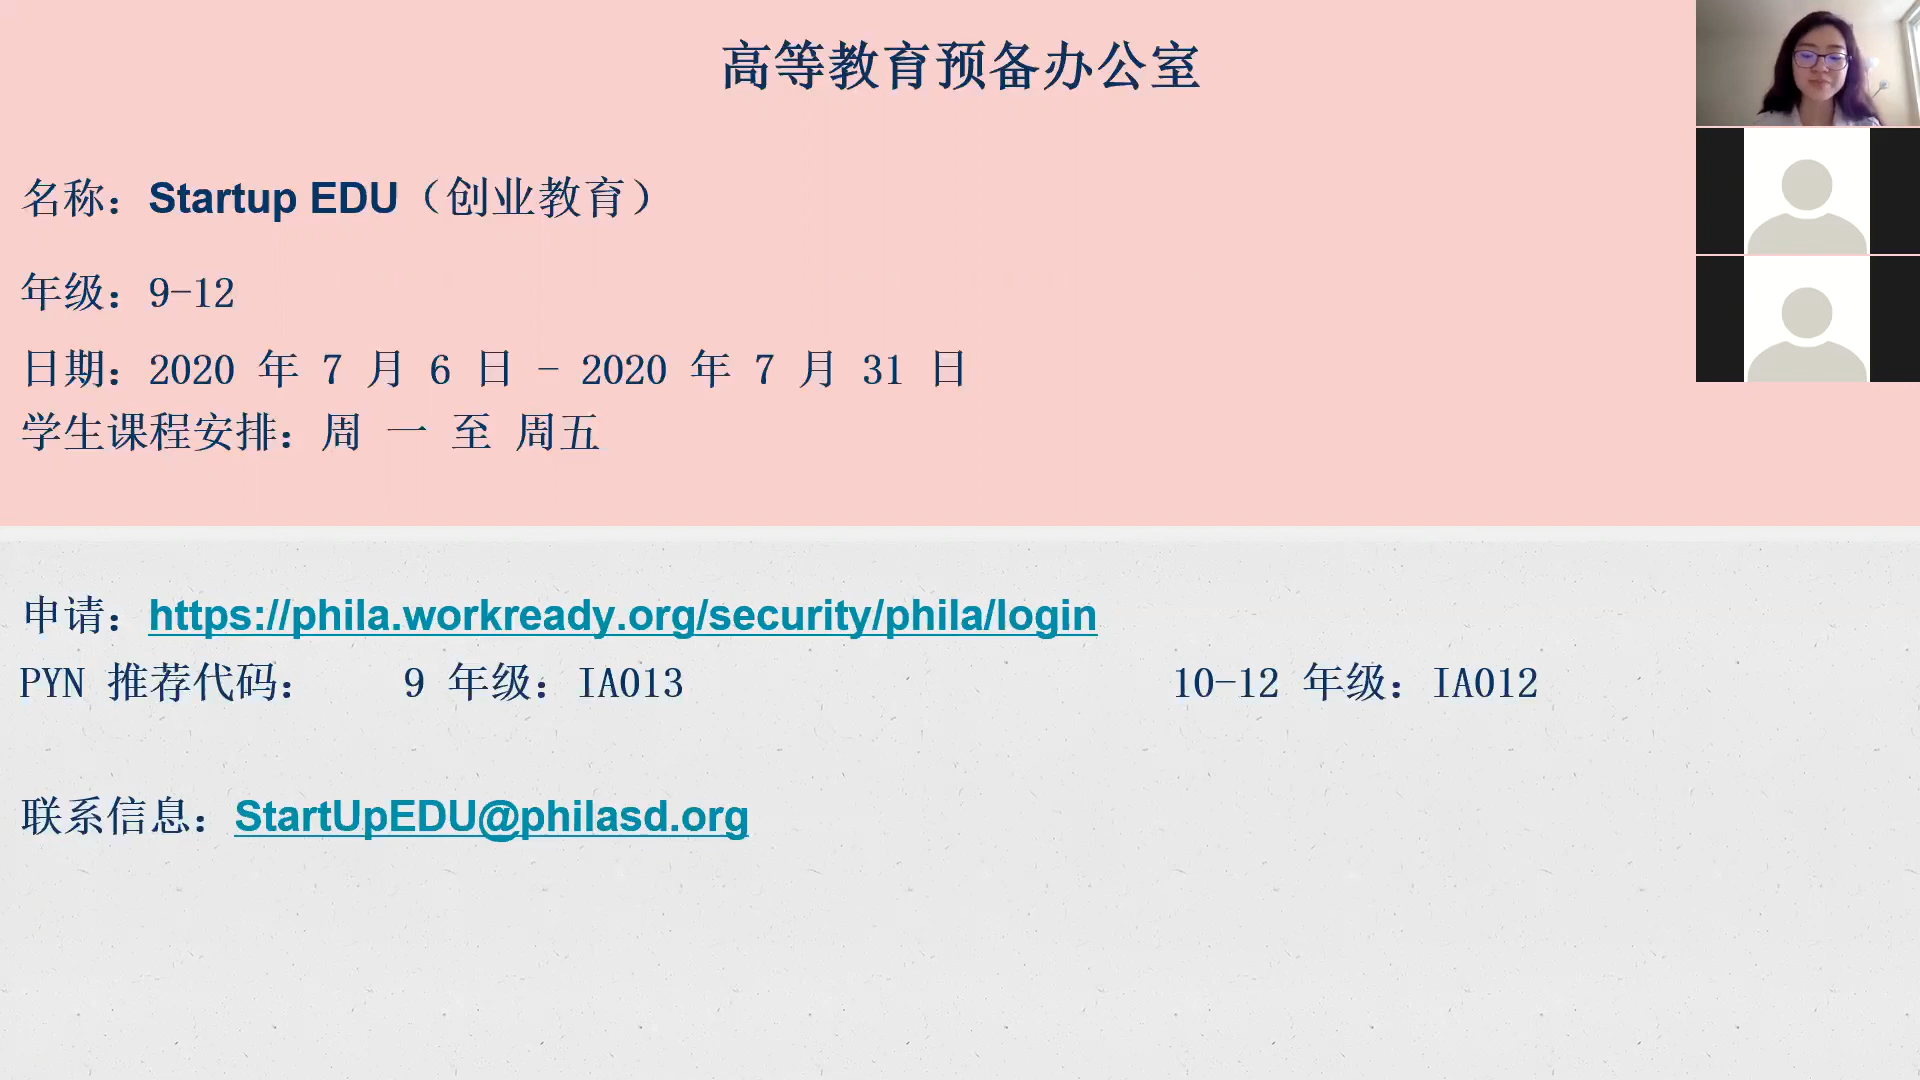 高等教育预备办公室
名称：Startup EDU（创业教育）
年级：9-12
日期：2020 年 7 月 6 日 - 2020 年 7 月 31 日
学生课程安排：周 一 至 周五
申请：https://phila.workready.org/security/phila/login
PYN 推荐代码： 9 年级：IA013 10-12 年级：IA012
联系信息：StartUpEDU@philasd.org